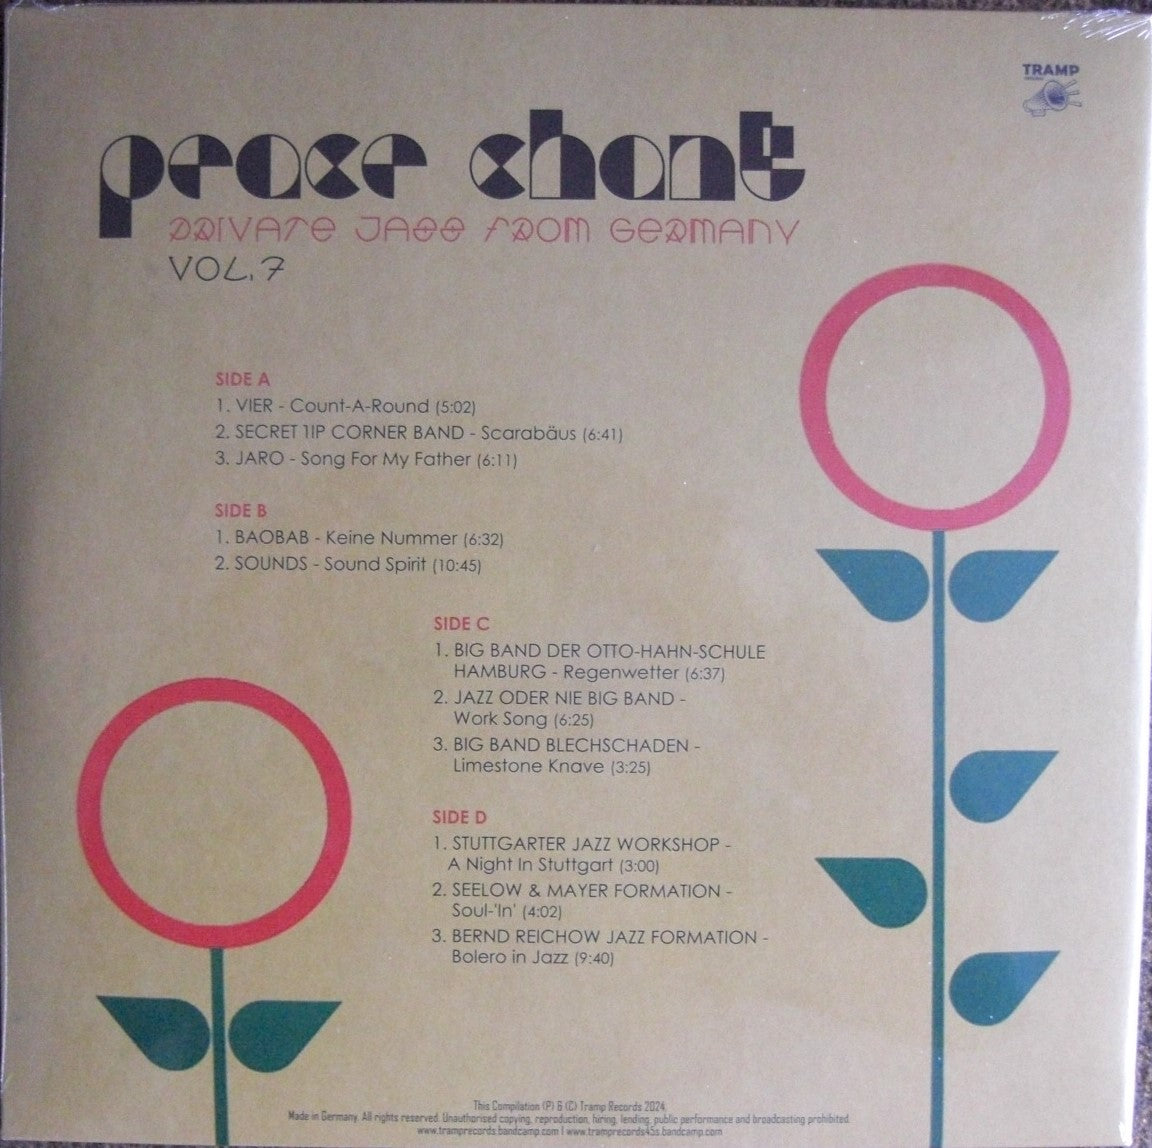 TRAMP
RECORDS
peace chant
PRIVATE JAZZ FROM GERMANY
VOL. 7
SIDE A
1. VIER - Count-A-Round (5:02)
2. SECRET TIP CORNER BAND - Scarabäus (6:41)
3. JARO - Song For My Father (6:11)
SIDE B
1. BAOBAB - Keine Nummer (6:32)
2. SOUNDS - Sound Spirit (10:45)
SIDE C
1. BIG BAND DER OTTO-HAHN-SCHULE
HAMBURG - Regenwetter (6:37)
2. JAZZ ODER NIE BIG BAND -
Work Song (6:25)
3. BIG BAND BLECHSCHADEN -
Limestone Knave (3:25)
SIDE D
1. STUTTGARTER JAZZ WORKSHOP -
A Night In Stuttgart (3:00)
2. SEELOW & MAYER FORMATION -
Soul-'In' (4:02)
3. BERND REICHOW JAZZ FORMATION -
Bolero in Jazz (9:40)
This Compilation (P) & (C) Tramp Records 2024.
Made in Germany. All rights reserved. Unauthorised copying, reproduction, hiring, lending, public performance and broadcasting prohibited.
www.tramprecords.bandcamp.com | www.tramprecords45s.bandcamp.com